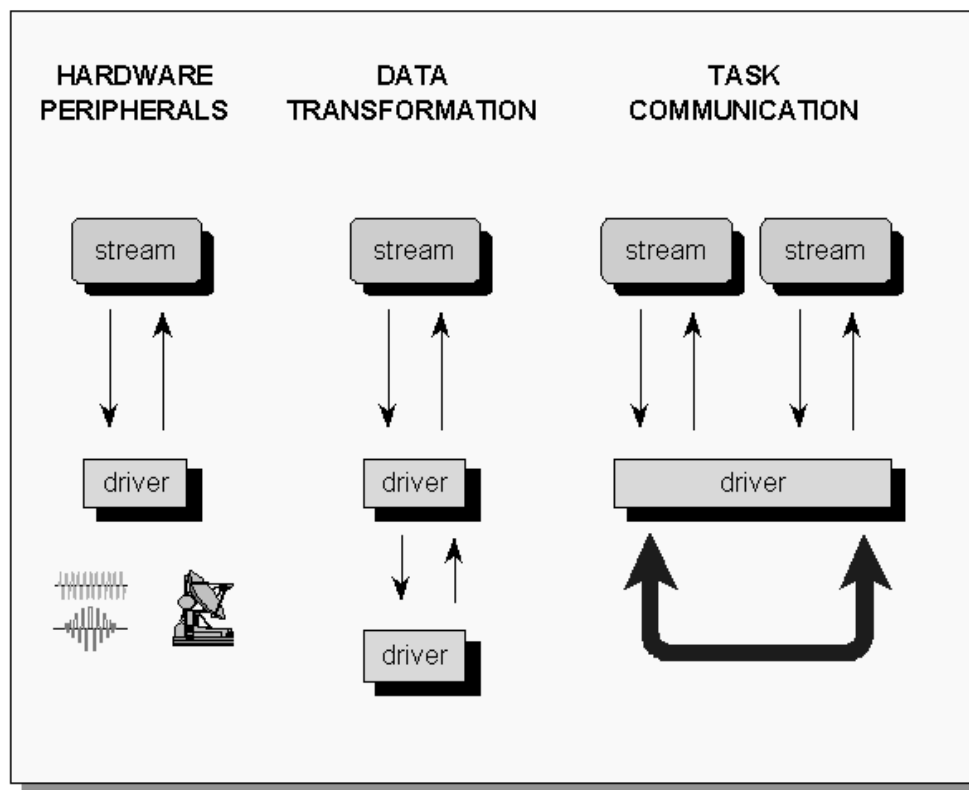 HARDWARE
PERIPHERALS
DATA
TRANSFORMATION
TASK
COMMUNICATION
stream
stream
stream
stream
driver
driver
driver
driver